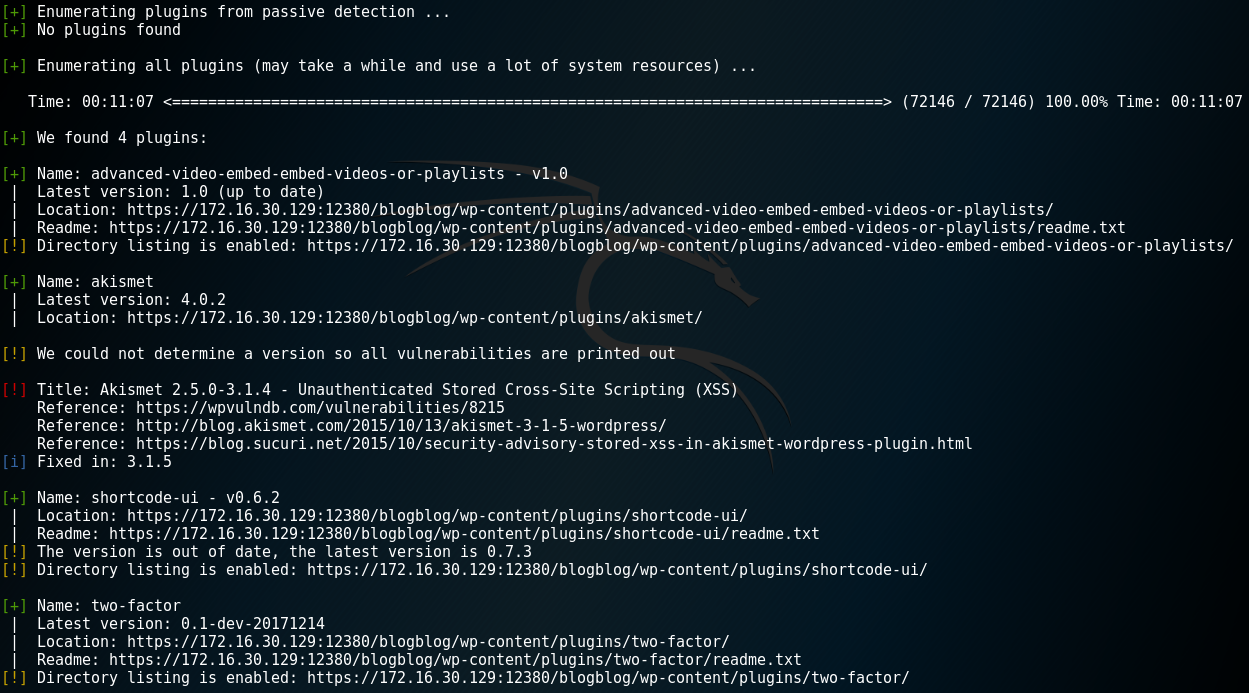 [+] Enumerating plugins from passive detection ...
[+] No plugins found
[+] Enumerating all plugins (may take a while and use a lot of system resources) ...
Time: 00:11:07 <===============================================================================> (72146 / 72146) 100.00% Time: 00:11:07
[+] We found 4 plugins:
[+] Name: advanced-video-embed-embed-videos-or-playlists - v1.0
 |  Latest version: 1.0 (up to date)
 |  Location: https://172.16.30.129:12380/blogblog/wp-content/plugins/advanced-video-embed-embed-videos-or-playlists/
 |  Readme: https://172.16.30.129:12380/blogblog/wp-content/plugins/advanced-video-embed-embed-videos-or-playlists/readme.txt
[!] Directory listing is enabled: https://172.16.30.129:12380/blogblog/wp-content/plugins/advanced-video-embed-embed-videos-or-playlists/
[+] Name: akismet
 |  Latest version: 4.0.2
 |  Location: https://172.16.30.129:12380/blogblog/wp-content/plugins/akismet/
[!] We could not determine a version so all vulnerabilities are printed out
[!] Title: Akismet 2.5.0-3.1.4 - Unauthenticated Stored Cross-Site Scripting (XSS)
    Reference: https://wpvulndb.com/vulnerabilities/8215
    Reference: http://blog.akismet.com/2015/10/13/akismet-3-1-5-wordpress/
    Reference: https://blog.sucuri.net/2015/10/security-advisory-stored-xss-in-akismet-wordpress-plugin.html
[i] Fixed in: 3.1.5
[+] Name: shortcode-ui - v0.6.2
 |  Location: https://172.16.30.129:12380/blogblog/wp-content/plugins/shortcode-ui/
 |  Readme: https://172.16.30.129:12380/blogblog/wp-content/plugins/shortcode-ui/readme.txt
[!] The version is out of date, the latest version is 0.7.3
[!] Directory listing is enabled: https://172.16.30.129:12380/blogblog/wp-content/plugins/shortcode-ui/
[+] Name: two-factor
 |  Latest version: 0.1-dev-20171214
 |  Location: https://172.16.30.129:12380/blogblog/wp-content/plugins/two-factor/
 |  Readme: https://172.16.30.129:12380/blogblog/wp-content/plugins/two-factor/readme.txt
[!] Directory listing is enabled: https://172.16.30.129:12380/blogblog/wp-content/plugins/two-factor/